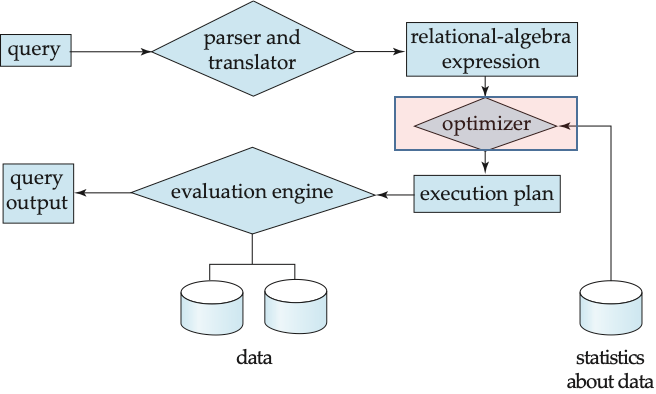 query
parser and
translator
relational-algebra
expression
optimizer
query
output
evaluation engine
execution plan
data
statistics
about data